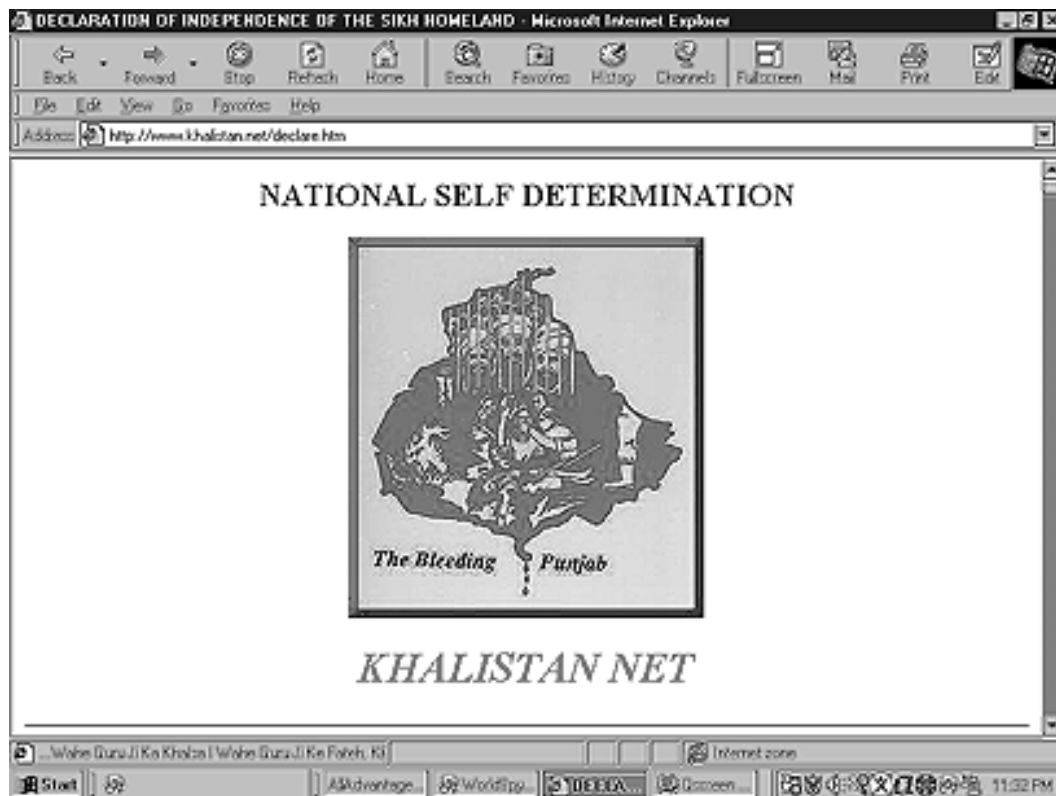 DECLARATION OF INDEPENDENCE OF THE SIKH HOMELAND - Microsoft Internet Explorer
Back Forward Stop Refresh Home Search Favorites History Channels Fullscreen Mail Print Edit
File Edit View Go Favorites Help
Address http://www.khalistan.net/declare.htm
NATIONAL SELF DETERMINATION
The Bleeding Punjab
KHALISTAN NET
...Wahe Guru Ji Ka Khalsa | Wahe Guru Ji Ke Fateh, Internet zone
Start AltAdvantage... WorldSpy... DECLA... 11:32 PM